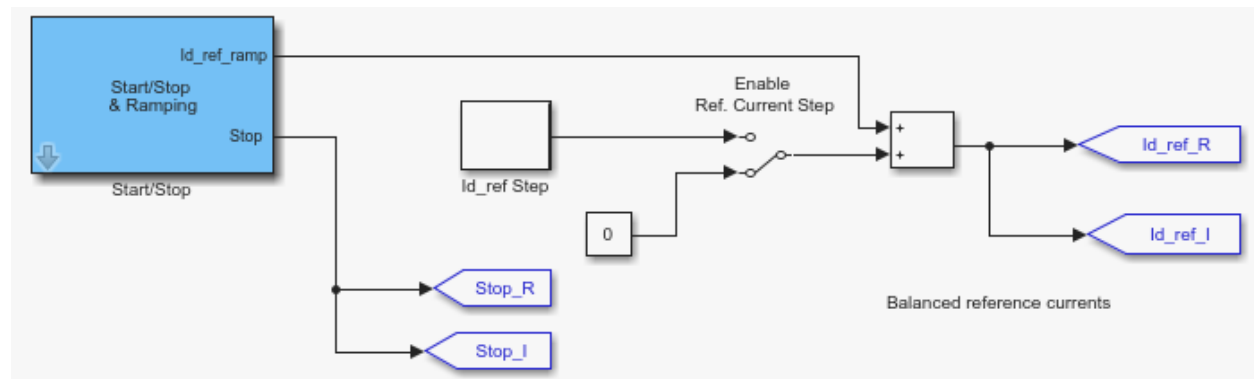 Id_ref_ramp
Start/Stop
& Ramping
Stop
Start/Stop
Id_ref Step
Enable
Ref. Current Step
0
+
+
Id_ref_R
Id_ref_I
Stop_R
Stop_I
Balanced reference currents